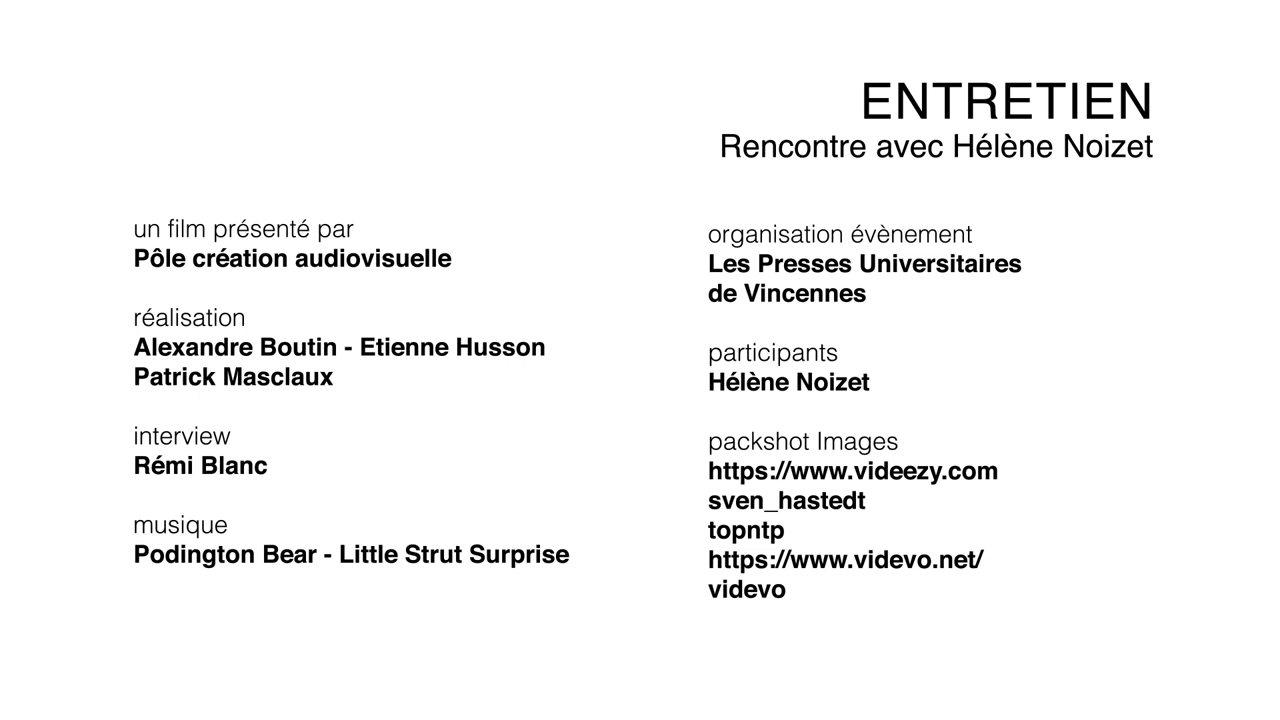 ENTRETIEN
Rencontre avec Hélène Noizet
un film présenté par
Pôle création audiovisuelle
réalisation
Alexandre Boutin - Etienne Husson
Patrick Masclaux
interview
Rémi Blanc
musique
Podington Bear - Little Strut Surprise
organisation évènement
Les Presses Universitaires
de Vincennes
participants
Hélène Noizet
packshot Images
https://www.videezy.com
sven_hastedt
topntp
https://www.videvo.net/
videvo